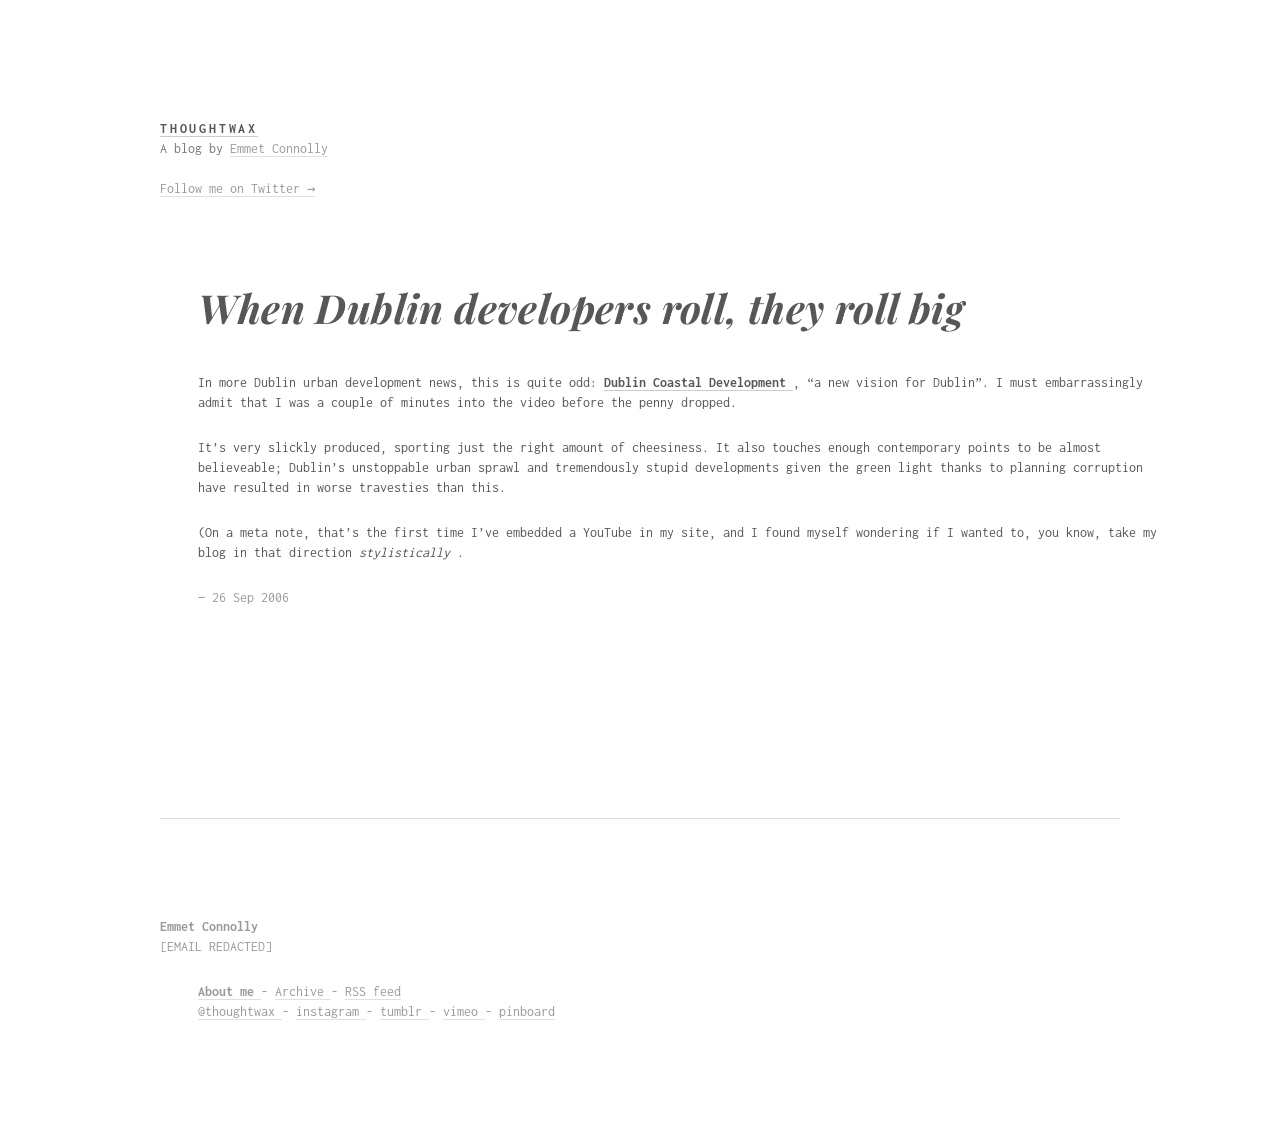 THOUGHTWAX
A blog by Emmet Connolly
Follow me on Twitter →
When Dublin developers roll, they roll big
In more Dublin urban development news, this is quite odd: Dublin Coastal Development , “a new vision for Dublin”. I must embarrassingly
admit that I was a couple of minutes into the video before the penny dropped.
It’s very slickly produced, sporting just the right amount of cheesiness. It also touches enough contemporary points to be almost
believeable; Dublin’s unstoppable urban sprawl and tremendously stupid developments given the green light thanks to planning corruption
have resulted in worse travesties than this.
(On a meta note, that’s the first time I’ve embedded a YouTube in my site, and I found myself wondering if I wanted to, you know, take my
blog in that direction stylistically .
— 26 Sep 2006
Emmet Connolly
[EMAIL REDACTED]
About me - Archive - RSS feed
@thoughtwax - instagram - tumblr - vimeo - pinboard